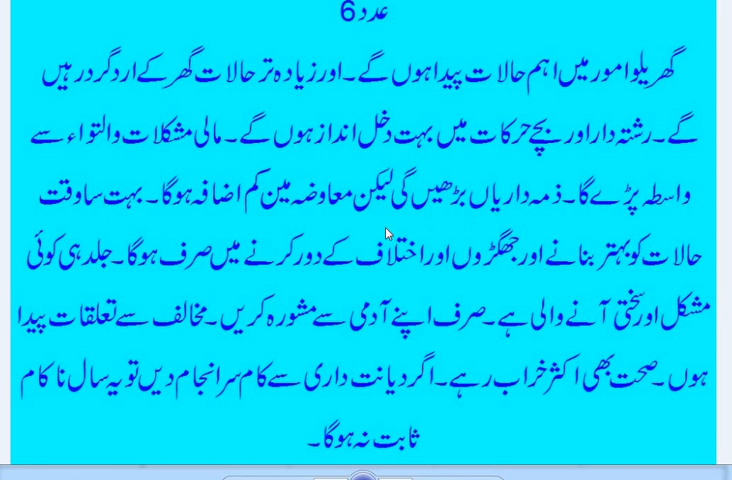 عدد 6
گھریلو امور میں اہم حالات پیدا ہوں گے۔ اور زیادہ تر حالات گھر کے ارد گرد رہیں
گے۔ رشتہ دار اور بچے حرکات میں بہت دخل انداز ہوں گے۔ مالی مشکلات والتواء سے
واسطہ پڑے گا۔ ذمہ داریاں بڑھیں گی لیکن معاوضہ مین کم اضافہ ہوگا۔ بہت سا وقت
حالات کو بہتر بنانے اور جھگڑوں اور اختلاف کے دور کرنے میں صرف ہوگا۔ جلد ہی کوئی
مشکل اور سختی آنے والی ہے۔ صرف اپنے آدمی سے مشورہ کریں۔ مخالف سے تعلقات پیدا
ہوں۔ صحت بھی اکثر خراب رہے۔ اگر دیانت داری سے کام سر انجام دیں تو یہ سال ناکام
ثابت نہ ہوگا۔